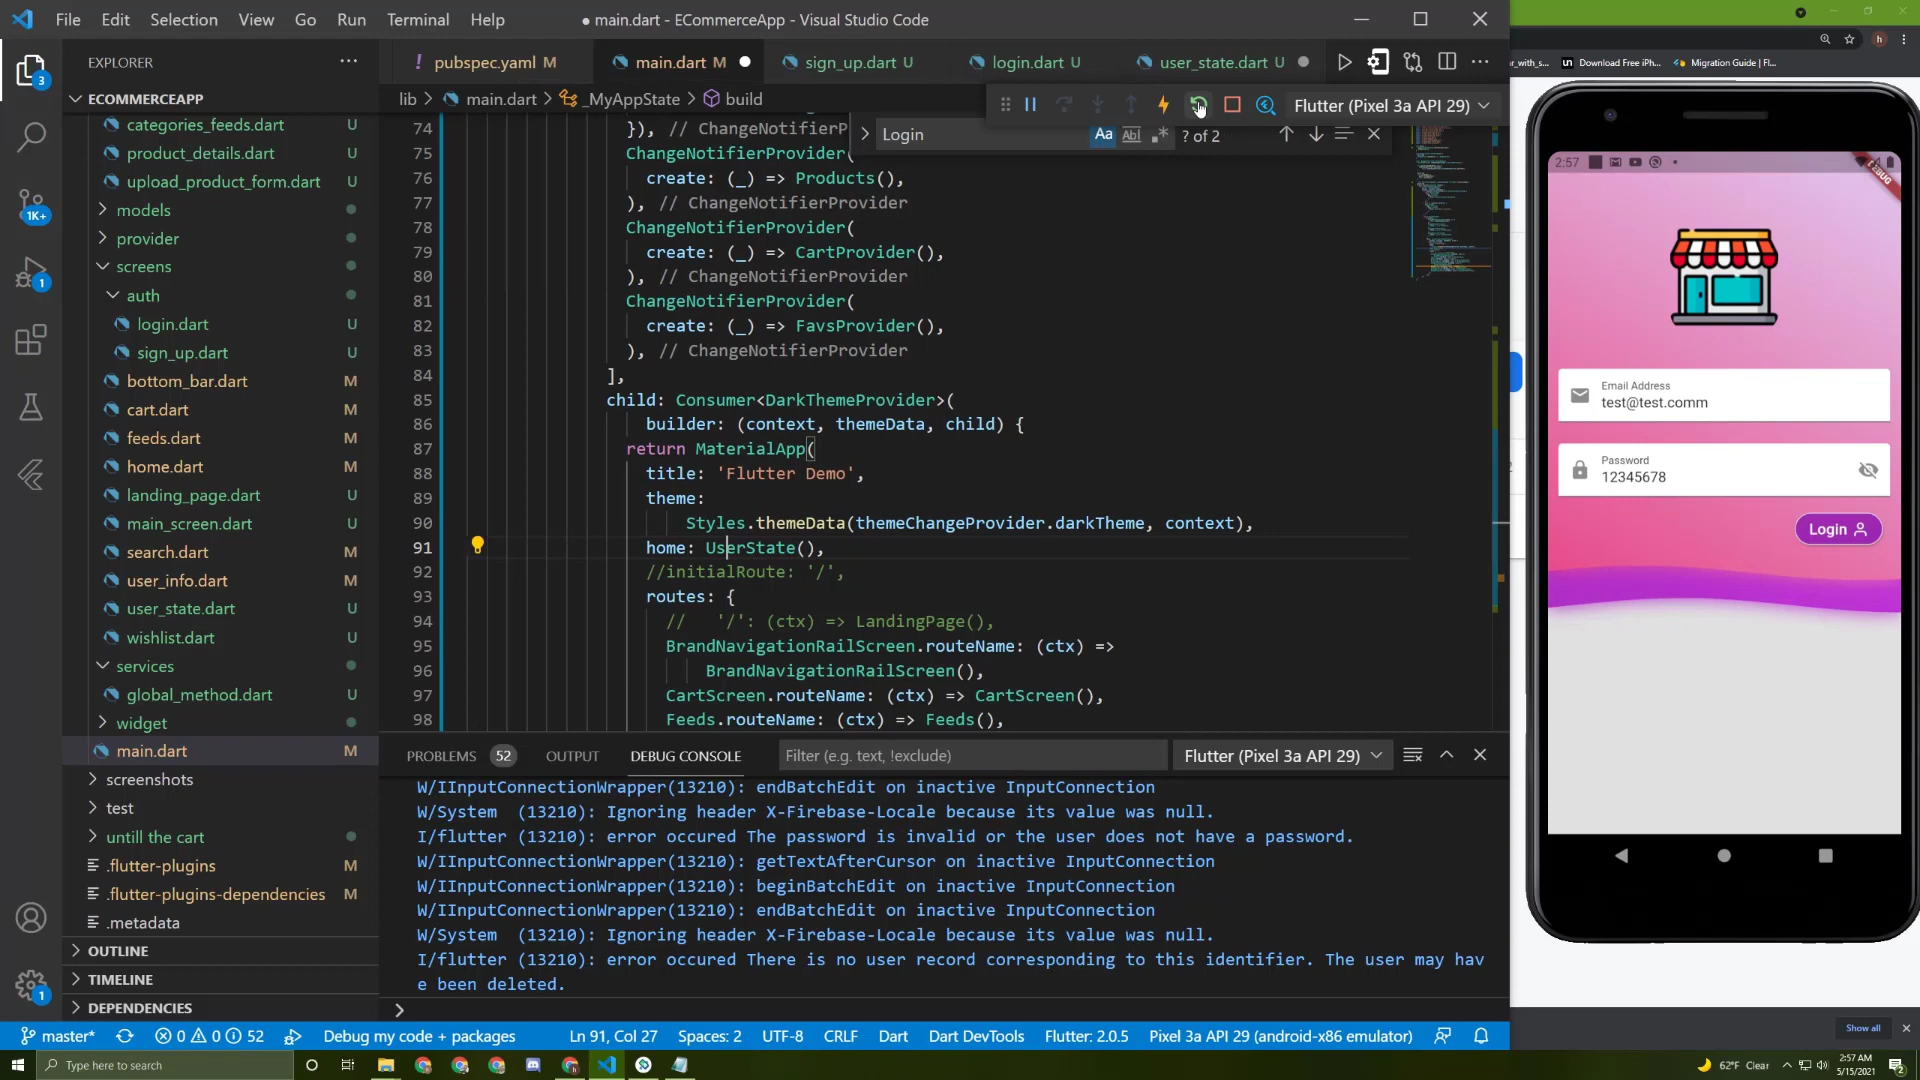 File Edit Selection View Go Run Terminal Help
● main.dart - ECommerceApp - Visual Studio Code
EXPLORER
ECOMMERCEAPP
categories_feeds.dart U
product_details.dart U
upload_product_form.dart U
models
provider
screens
auth
login.dart U
sign_up.dart U
bottom_bar.dart M
cart.dart M
feeds.dart M
home.dart M
landing_page.dart U
main_screen.dart U
search.dart M
user_info.dart M
user_state.dart U
wishlist.dart U
services
global_method.dart U
widget
main.dart M
screenshots
test
untill the cart
.flutter-plugins M
.flutter-plugins-dependencies M
.metadata
OUTLINE
TIMELINE
DEPENDENCIES
3
1K+
1
1
! pubspec.yaml M
main.dart M
sign_up.dart U
login.dart U
user_state.dart U
lib > main.dart > _MyAppState > build
Flutter (Pixel 3a API 29)
Login Aa Abl ? of 2
74 }), // ChangeNotifierP
75 ChangeNotifierProvider(
76 create: (_) => Products(),
77 ), // ChangeNotifierProvider
78 ChangeNotifierProvider(
79 create: (_) => CartProvider(),
80 ), // ChangeNotifierProvider
81 ChangeNotifierProvider(
82 create: (_) => FavsProvider(),
83 ), // ChangeNotifierProvider
84 ],
85 child: Consumer<DarkThemeProvider>(
86 builder: (context, themeData, child) {
87 return MaterialApp(
88 title: 'Flutter Demo',
89 theme:
90 Styles.themeData(themeChangeProvider.darkTheme, context),
91 home: UserState(),
92 //initialRoute: '/',
93 routes: {
94 // '/': (ctx) => LandingPage(),
95 BrandNavigationRailScreen.routeName: (ctx) =>
96 BrandNavigationRailScreen(),
97 CartScreen.routeName: (ctx) => CartScreen(),
98 Feeds.routeName: (ctx) => Feeds(),
PROBLEMS 52 OUTPUT DEBUG CONSOLE Filter (e.g. text, !exclude) Flutter (Pixel 3a API 29)
W/IInputConnectionWrapper(13210): endBatchEdit on inactive InputConnection
W/System (13210): Ignoring header X-Firebase-Locale because its value was null.
I/flutter (13210): error occured The password is invalid or the user does not have a password.
W/IInputConnectionWrapper(13210): getTextAfterCursor on inactive InputConnection
W/IInputConnectionWrapper(13210): beginBatchEdit on inactive InputConnection
W/IInputConnectionWrapper(13210): endBatchEdit on inactive InputConnection
W/System (13210): Ignoring header X-Firebase-Locale because its value was null.
I/flutter (13210): error occured There is no user record corresponding to this identifier. The user may hav
e been deleted.
master* 0 0 52 Debug my code + packages Ln 91, Col 27 Spaces: 2 UTF-8 CRLF Dart Dart DevTools Flutter: 2.0.5 Pixel 3a API 29 (android-x86 emulator)
Type here to search
62°F Clear
2:57 AM
5/15/2021
2
h
Download Free iPh...
Migration Guide | Fl...
2:57
DEBUG
Email Address
test@test.comm
Password
12345678
Login
Show all